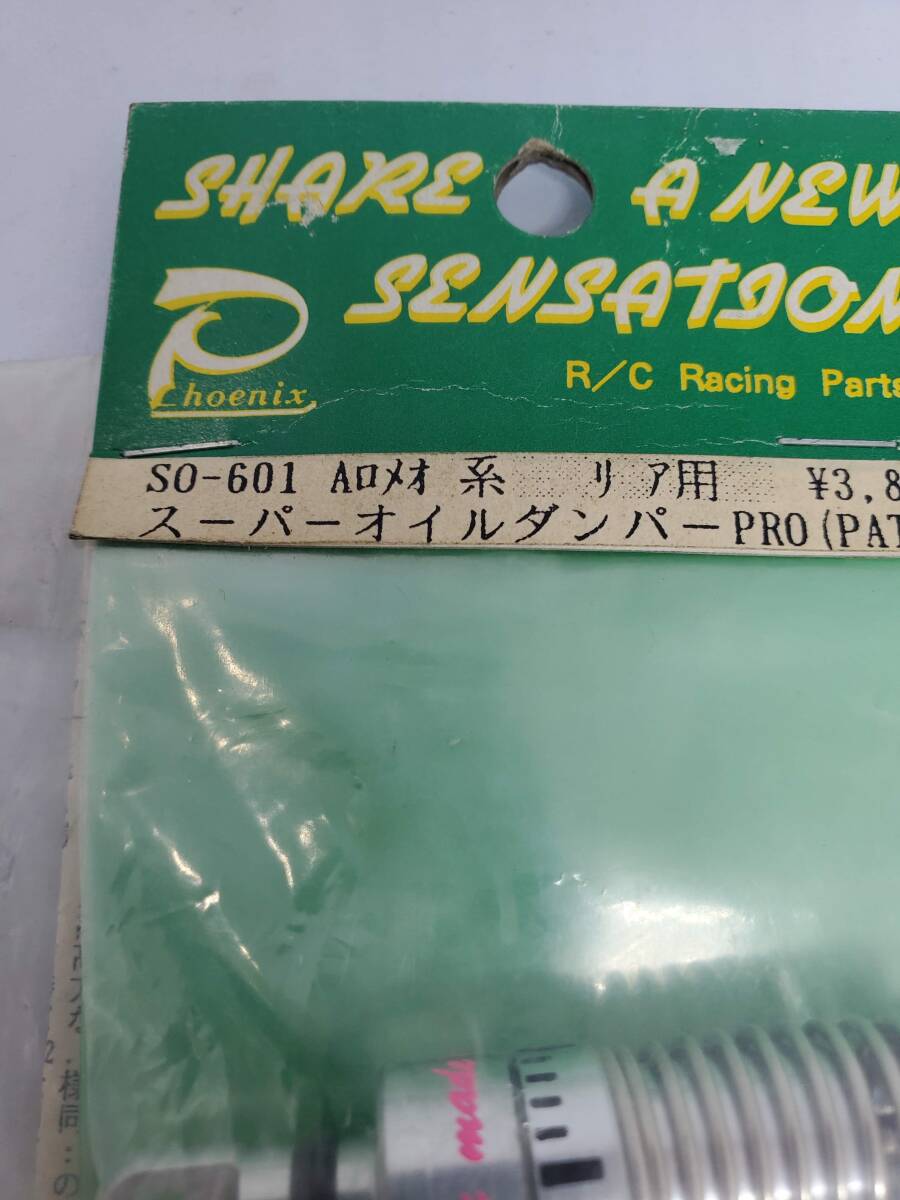 SHARE A NEW
SENSATION
Phoenix
R/C Racing Parts
SO-601 Aロメオ 系 リア用 ¥3,8
スーパーオイルダンパーPRO(PAT
made